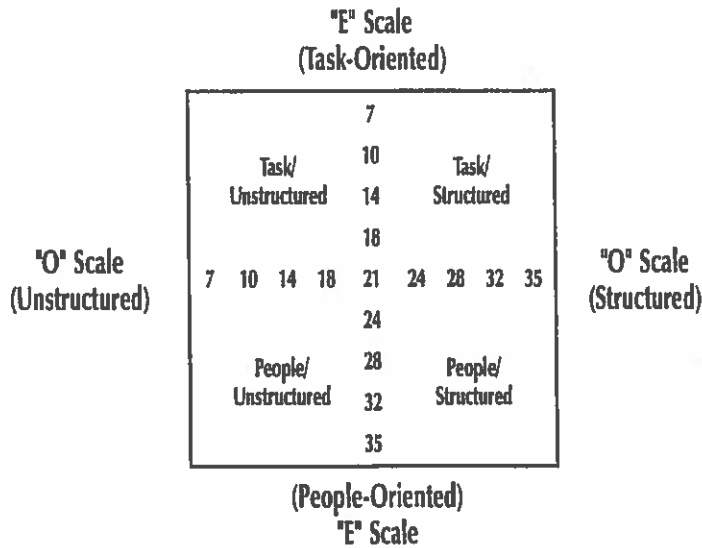 "E" Scale
(Task-Oriented)
7
10
Task/
Unstructured
Task/
Structured
14
18
"O" Scale
(Unstructured)
7 10 14 18 21 24 28 32 35
"O" Scale
(Structured)
24
28
People/
Unstructured
People/
Structured
32
35
(People-Oriented)
"E" Scale